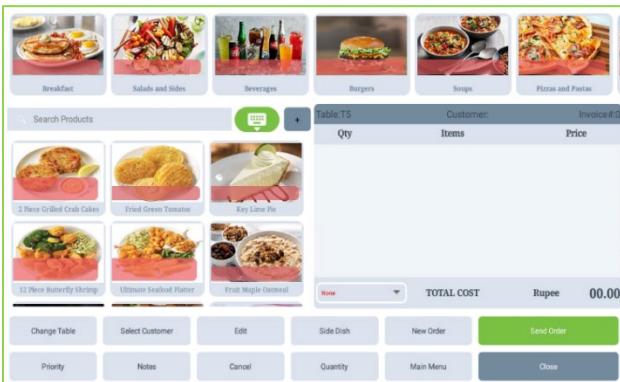 Breakfast
Salads and Sides
Beverages
Burgers
Soups
Pizzas and Pastas
Search Products
+
Table:T5 Customer: Invoice#:0
Qty Items Price
2 Piece Grilled Crab Cakes
Fried Green Tomatos
Key Lime Pie
12 Piece Butterfly Shrimp
Ultimate Seafood Platter
Fruit Maple Oatmeal
None
TOTAL COST Rupee 00.00
Change Table
Select Customer
Edit
Side Dish
New Order
Send Order
Priority
Notes
Cancel
Quantity
Main Menu
Close